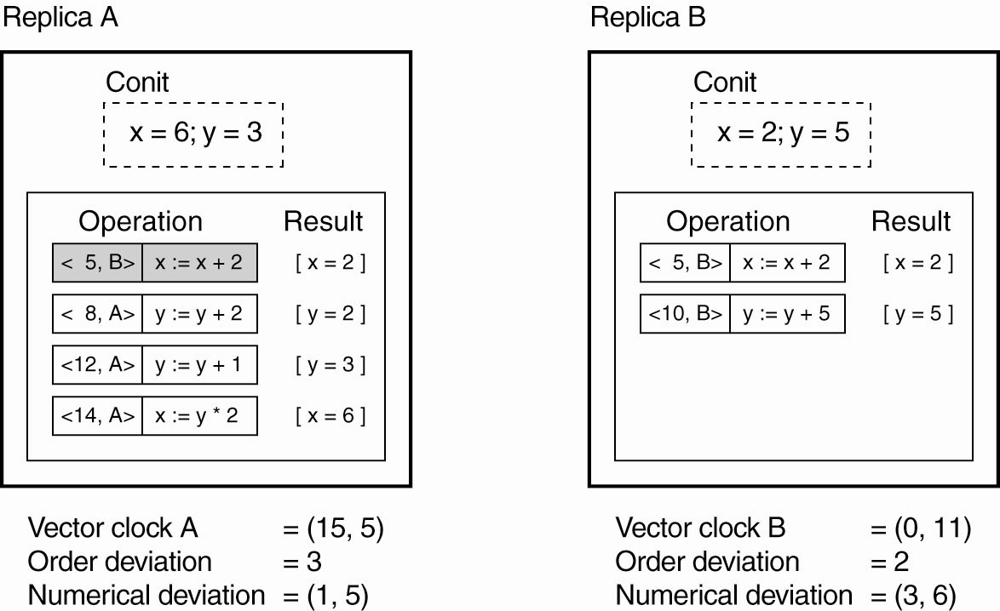 Replica A
Conit
x = 6; y = 3
Operation Result
< 5, B> x := x + 2 [ x = 2 ]
< 8, A> y := y + 2 [ y = 2 ]
<12, A> y := y + 1 [ y = 3 ]
<14, A> x := y * 2 [ x = 6 ]
Vector clock A = (15, 5)
Order deviation = 3
Numerical deviation = (1, 5)
Replica B
Conit
x = 2; y = 5
Operation Result
< 5, B> x := x + 2 [ x = 2 ]
<10, B> y := y + 5 [ y = 5 ]
Vector clock B = (0, 11)
Order deviation = 2
Numerical deviation = (3, 6)